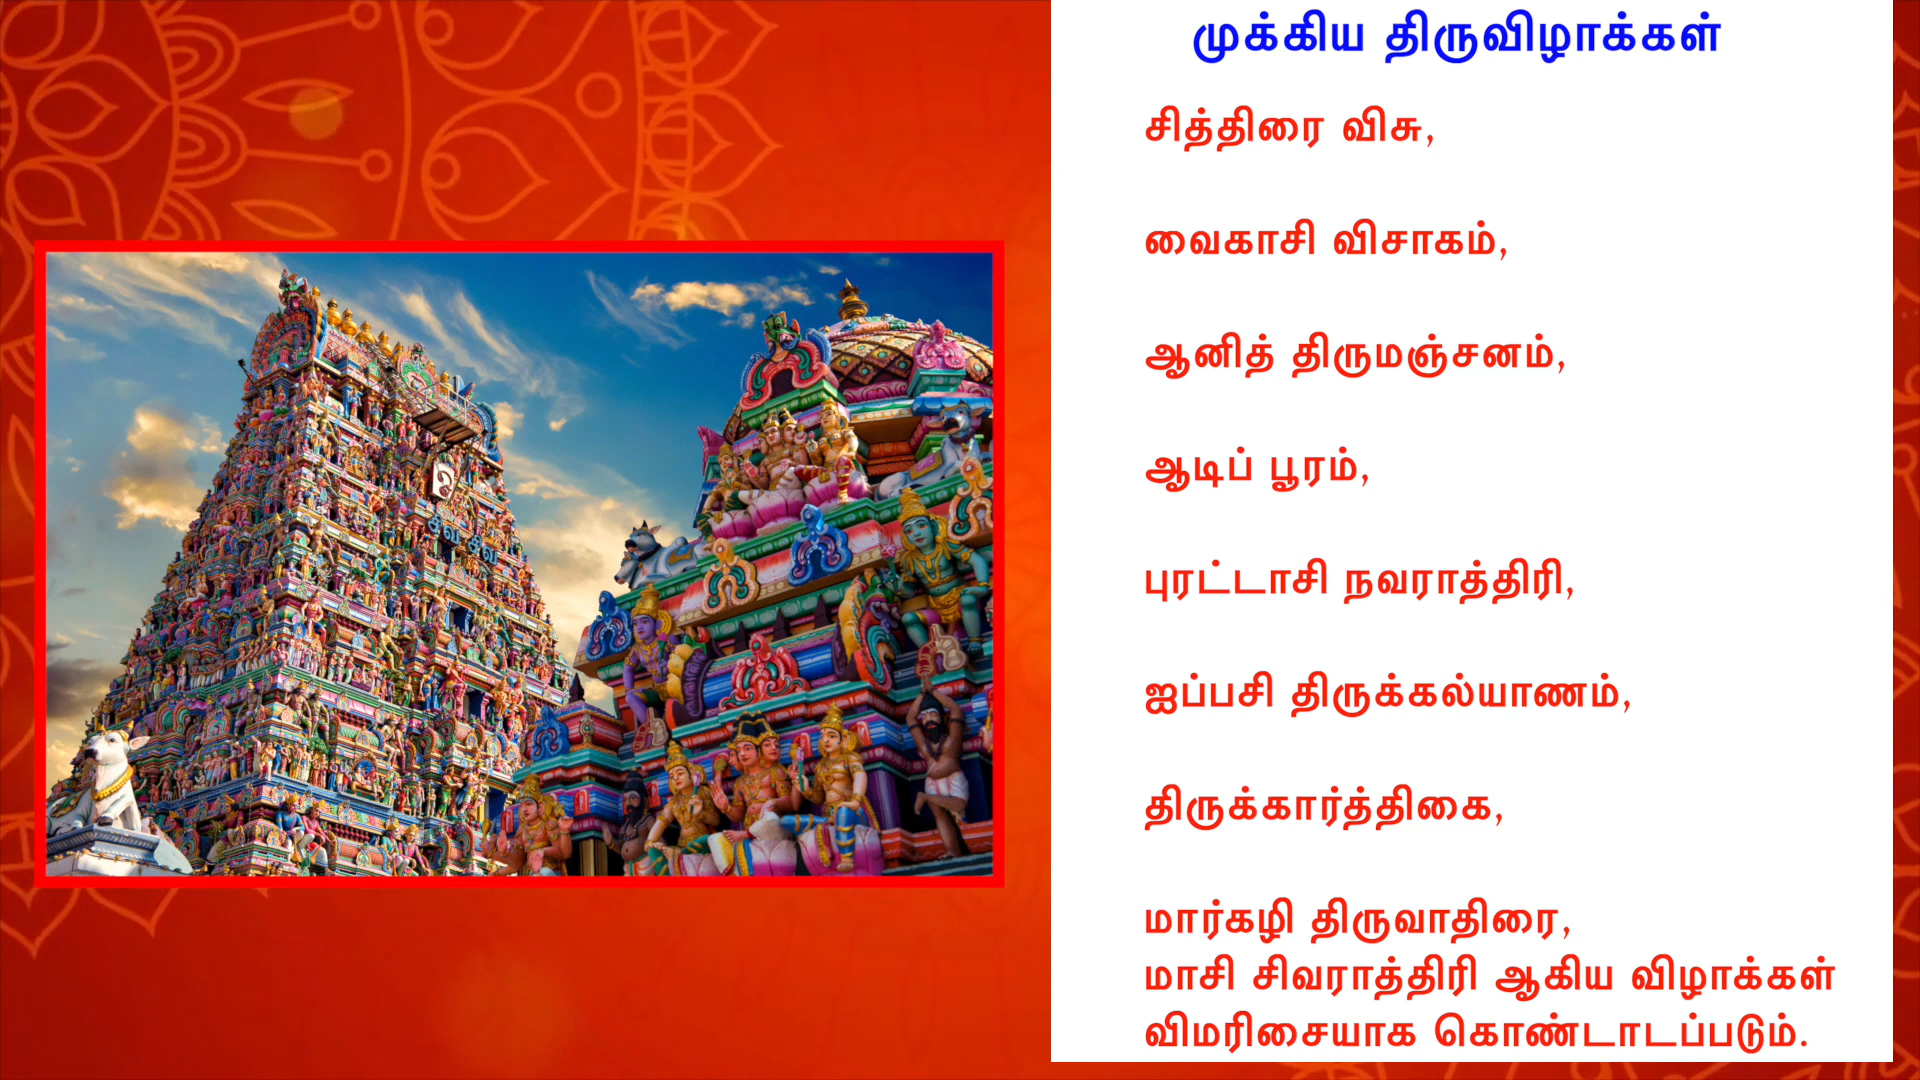 முக்கிய திருவிழாக்கள்
சித்திரை விசு,
வைகாசி விசாகம்,
ஆனித் திருமஞ்சனம்,
ஆடிப் பூரம்,
புரட்டாசி நவராத்திரி,
ஐப்பசி திருக்கல்யாணம்,
திருக்கார்த்திகை,
மார்கழி திருவாதிரை,
மாசி சிவராத்திரி ஆகிய விழாக்கள்
விமரிசையாக கொண்டாடப்படும்.
சிவ சிவ